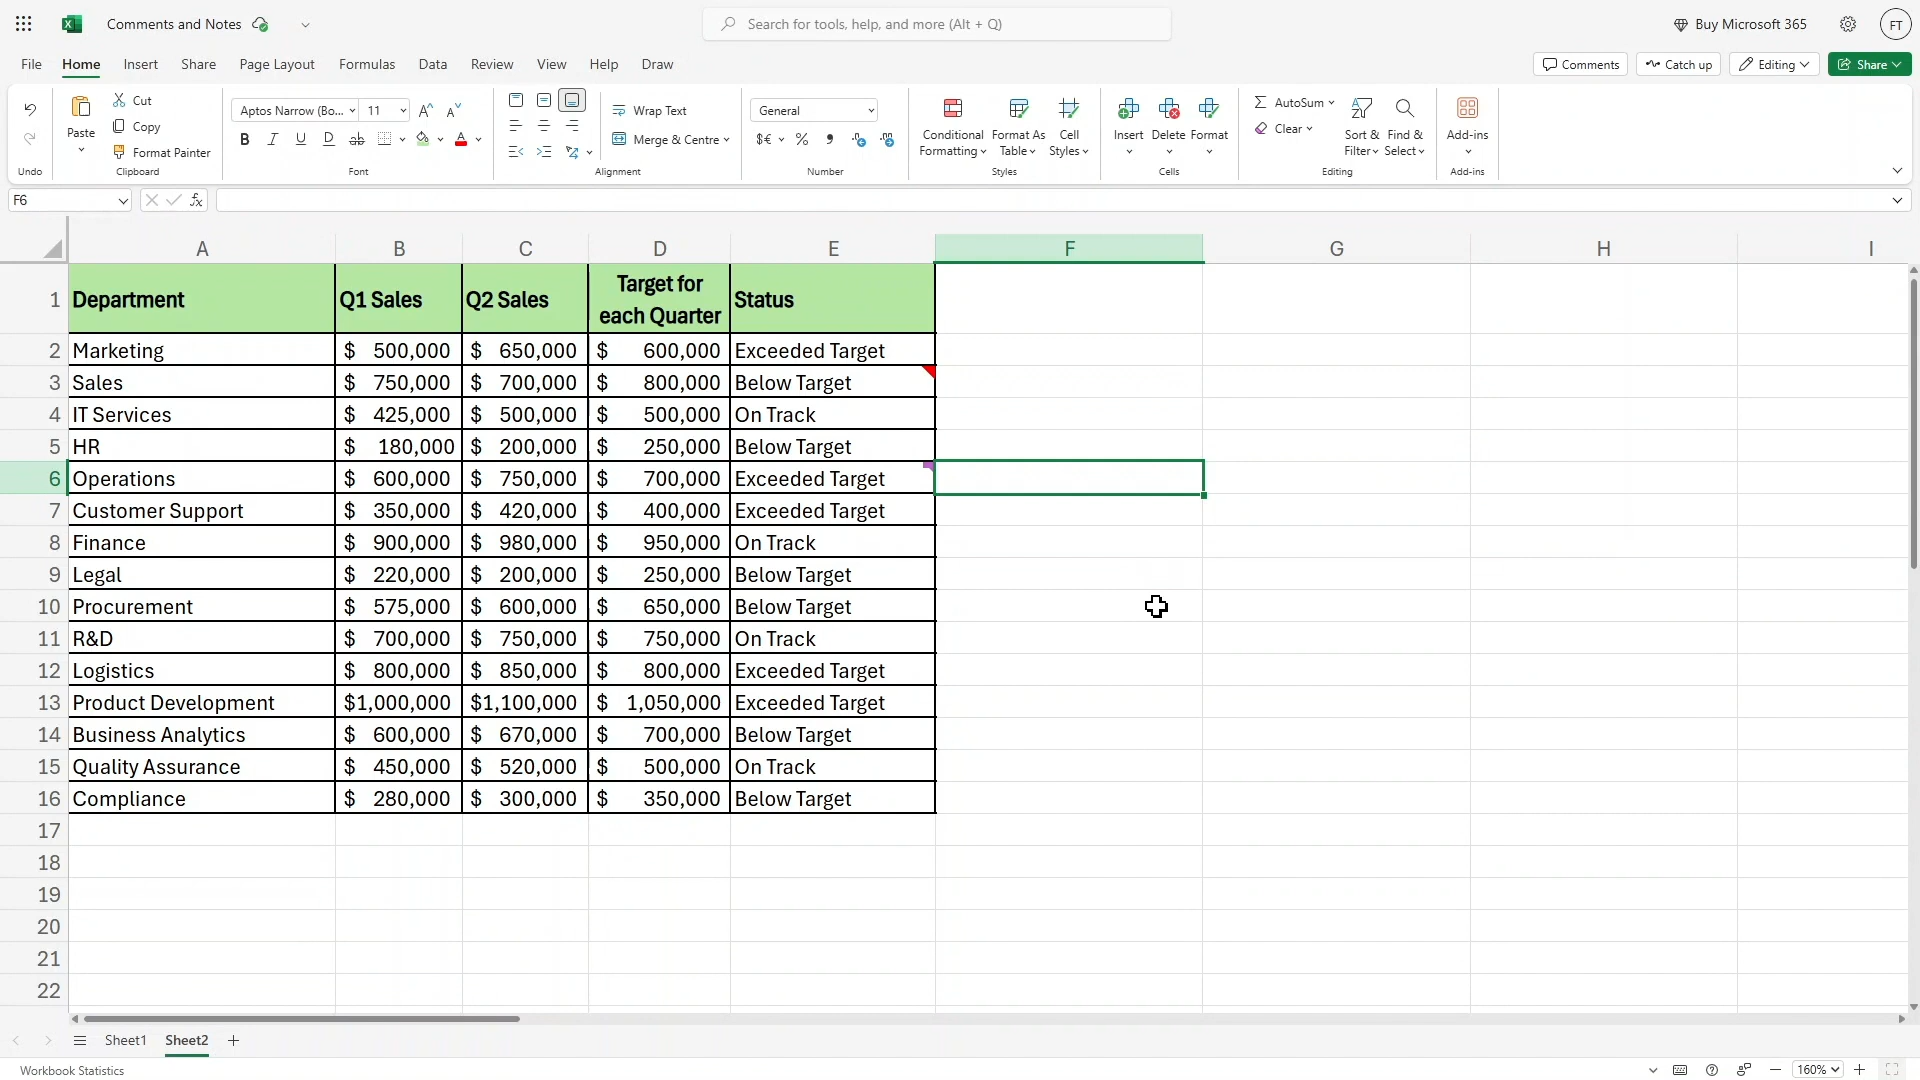 Comments and Notes
Search for tools, help, and more (Alt + Q)
Buy Microsoft 365
FT
File Home Insert Share Page Layout Formulas Data Review View Help Draw
Comments Catch up Editing Share
Paste
Cut
Copy
Format Painter
Aptos Narrow (Bo... 11
Wrap Text
Merge & Centre
General
Conditional Formatting
Format As Table
Cell Styles
Insert Delete Format
AutoSum
Clear
Sort & Filter
Find & Select
Add-ins
Undo Clipboard Font Alignment Number Styles Cells Editing Add-ins
F6
A B C D E F G H I
1 Department Q1 Sales Q2 Sales Target for each Quarter Status
2 Marketing $ 500,000 $ 650,000 $ 600,000 Exceeded Target
3 Sales $ 750,000 $ 700,000 $ 800,000 Below Target
4 IT Services $ 425,000 $ 500,000 $ 500,000 On Track
5 HR $ 180,000 $ 200,000 $ 250,000 Below Target
6 Operations $ 600,000 $ 750,000 $ 700,000 Exceeded Target
7 Customer Support $ 350,000 $ 420,000 $ 400,000 Exceeded Target
8 Finance $ 900,000 $ 980,000 $ 950,000 On Track
9 Legal $ 220,000 $ 200,000 $ 250,000 Below Target
10 Procurement $ 575,000 $ 600,000 $ 650,000 Below Target
11 R&D $ 700,000 $ 750,000 $ 750,000 On Track
12 Logistics $ 800,000 $ 850,000 $ 800,000 Exceeded Target
13 Product Development $1,000,000 $1,100,000 $ 1,050,000 Exceeded Target
14 Business Analytics $ 600,000 $ 670,000 $ 700,000 Below Target
15 Quality Assurance $ 450,000 $ 520,000 $ 500,000 On Track
16 Compliance $ 280,000 $ 300,000 $ 350,000 Below Target
17
18
19
20
21
22
Sheet1 Sheet2
Workbook Statistics
160%